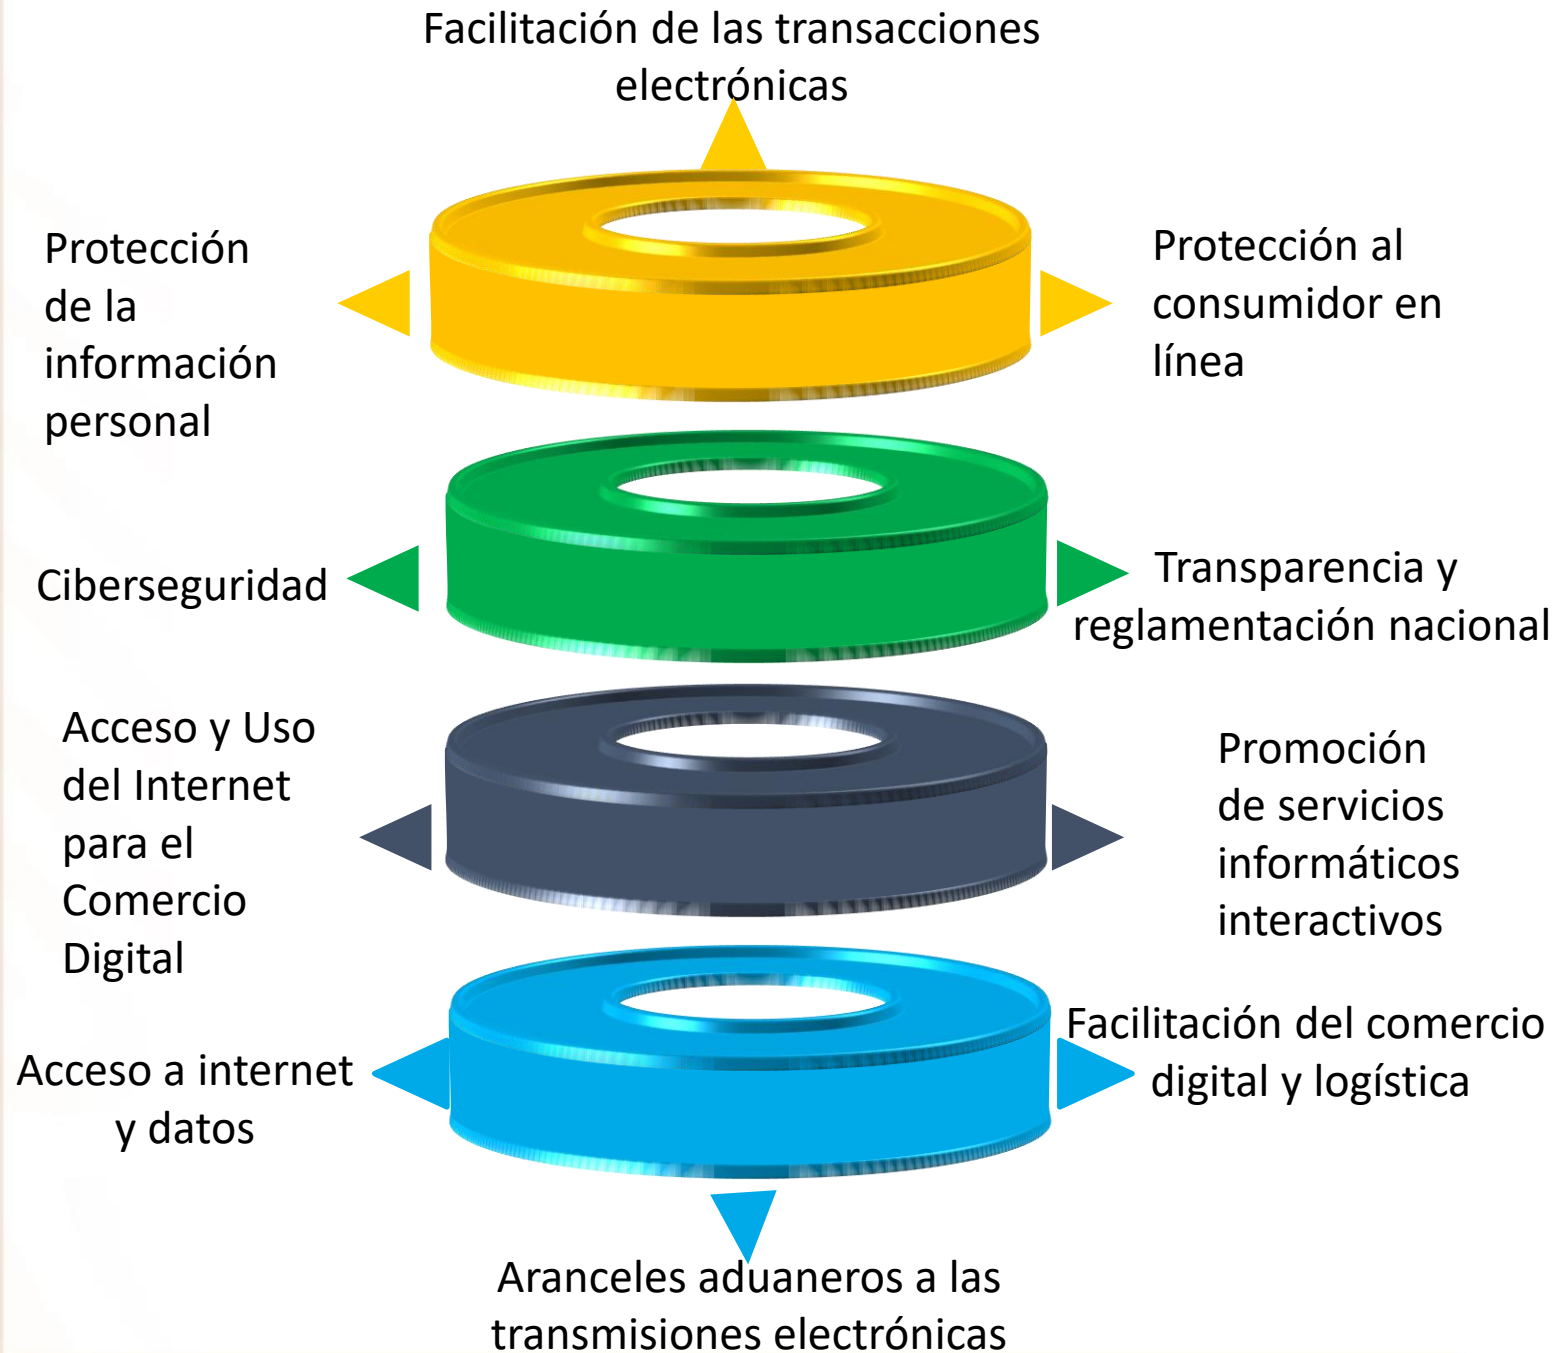 Facilitación de las transacciones
electrónicas
Protección
de la
información
personal
Protección al
consumidor en
línea
Ciberseguridad
Transparencia y
reglamentación nacional
Acceso y Uso
del Internet
para el
Comercio
Digital
Promoción
de servicios
informáticos
interactivos
Acceso a internet
y datos
Facilitación del comercio
digital y logística
Aranceles aduaneros a las
transmisiones electrónicas